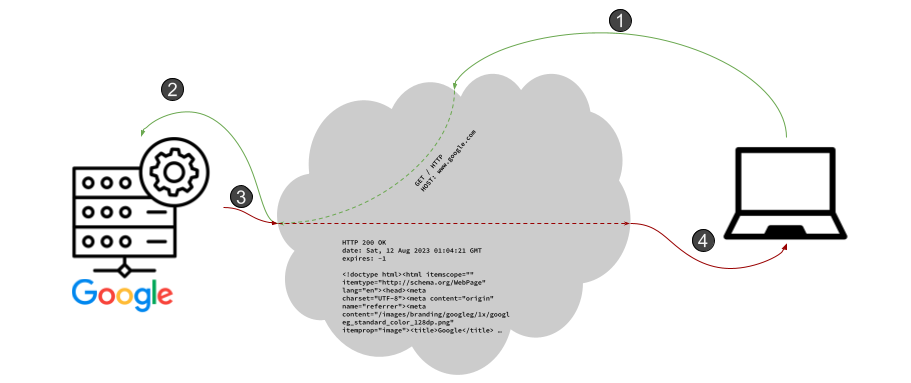 1
2
GET / HTTP
HOST: www.google.com
3
4
HTTP 200 OK
date: Sat, 12 Aug 2023 01:04:21 GMT
expires: -1
<!doctype html><html itemscope=""
itemtype="http://schema.org/WebPage"
lang="en"><head><meta
charset="UTF-8"><meta content="origin"
name="referrer"><meta
content="/images/branding/googleg/1x/googl
eg_standard_color_128dp.png"
itemprop="image"><title>Google</title> …
Google